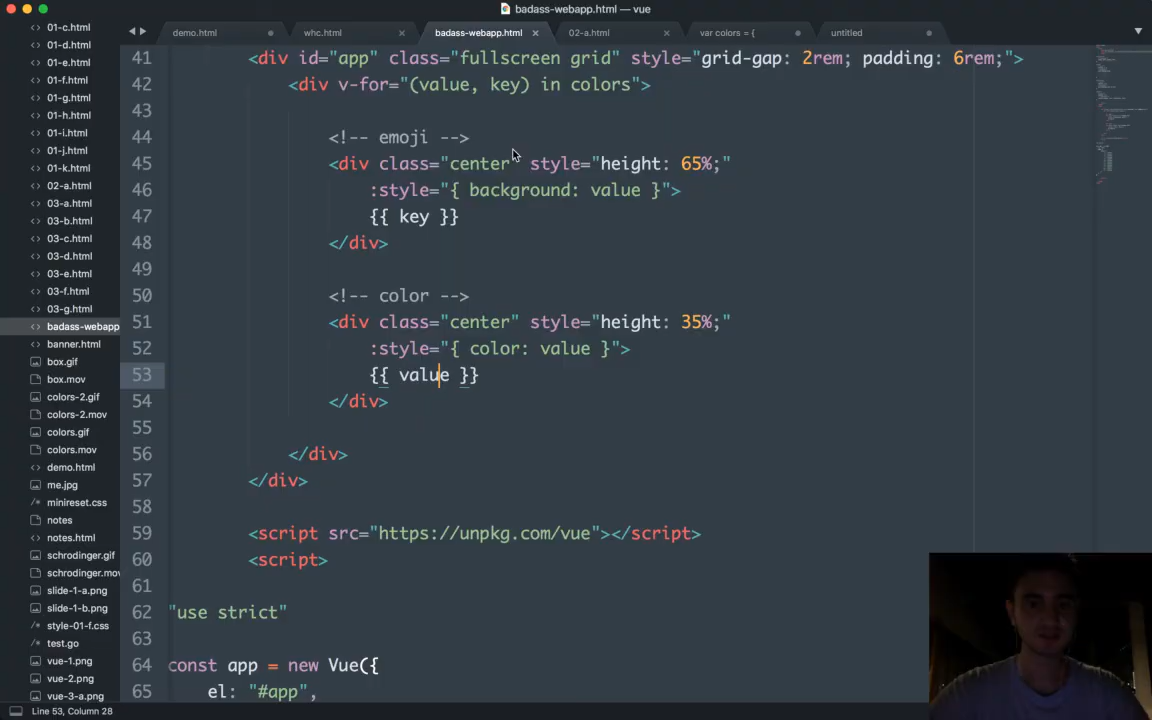 badass-webapp.html — vue
demo.html
whc.html
badass-webapp.html
02-a.html
var colors = {
untitled
01-c.html
01-d.html
01-e.html
01-f.html
01-g.html
01-h.html
01-i.html
01-j.html
01-k.html
02-a.html
03-a.html
03-b.html
03-c.html
03-d.html
03-e.html
03-f.html
03-g.html
badass-webapp
banner.html
box.gif
box.mov
colors-2.gif
colors-2.mov
colors.gif
colors.mov
demo.html
me.jpg
minireset.css
notes
notes.html
schrodinger.gif
schrodinger.mov
slide-1-a.png
slide-1-b.png
style-01-f.css
test.go
vue-1.png
vue-2.png
vue-3-a.png
41 <div id="app" class="fullscreen grid" style="grid-gap: 2rem; padding: 6rem;">
42 <div v-for="(value, key) in colors">
43
44 <!-- emoji -->
45 <div class="center" style="height: 65%;"
46 :style="{ background: value }">
47 {{ key }}
48 </div>
49
50 <!-- color -->
51 <div class="center" style="height: 35%;"
52 :style="{ color: value }">
53 {{ value }}
54 </div>
55
56 </div>
57 </div>
58
59 <script src="https://unpkg.com/vue"></script>
60 <script>
61
62 "use strict"
63
64 const app = new Vue({
65 el: "#app",
Line 53, Column 28